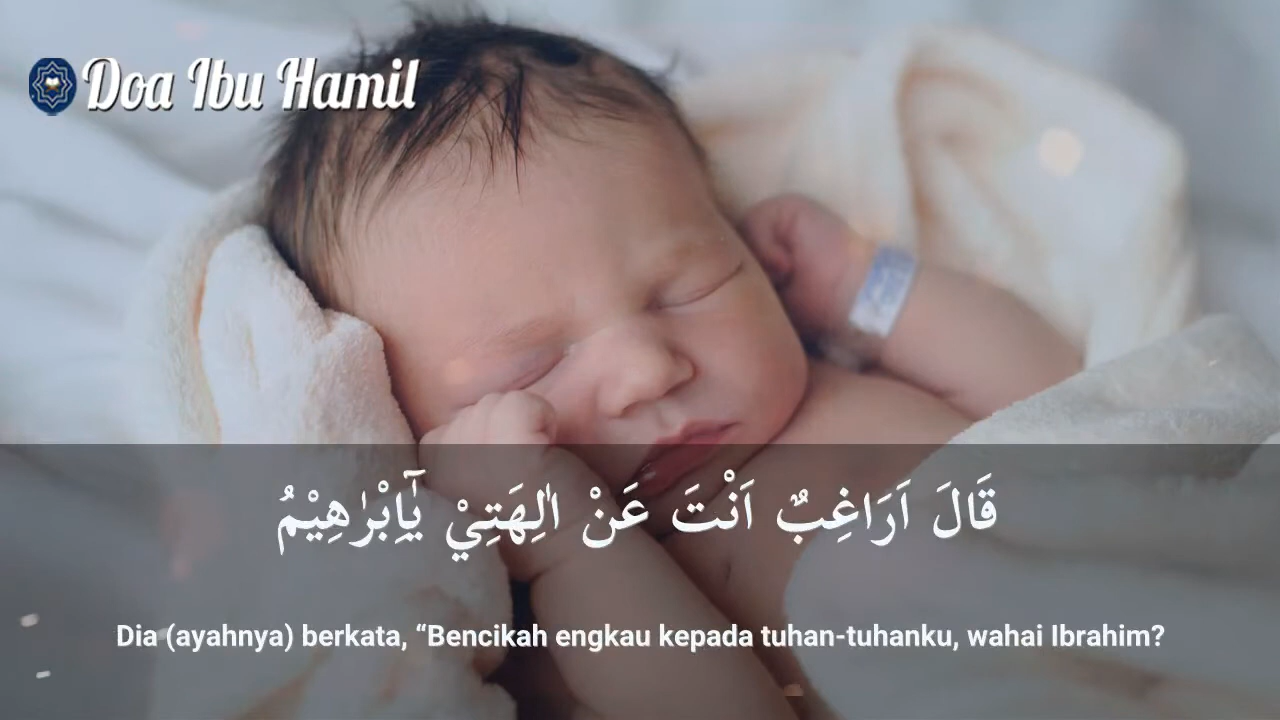 Doa Ibu Hamil
قَالَ اَرَاغِبٌ اَنْتَ عَنْ اٰلِهَتِيْ يٰٓاِبْرٰهِيْمُ
Dia (ayahnya) berkata, “Bencikah engkau kepada tuhan-tuhanku, wahai Ibrahim?